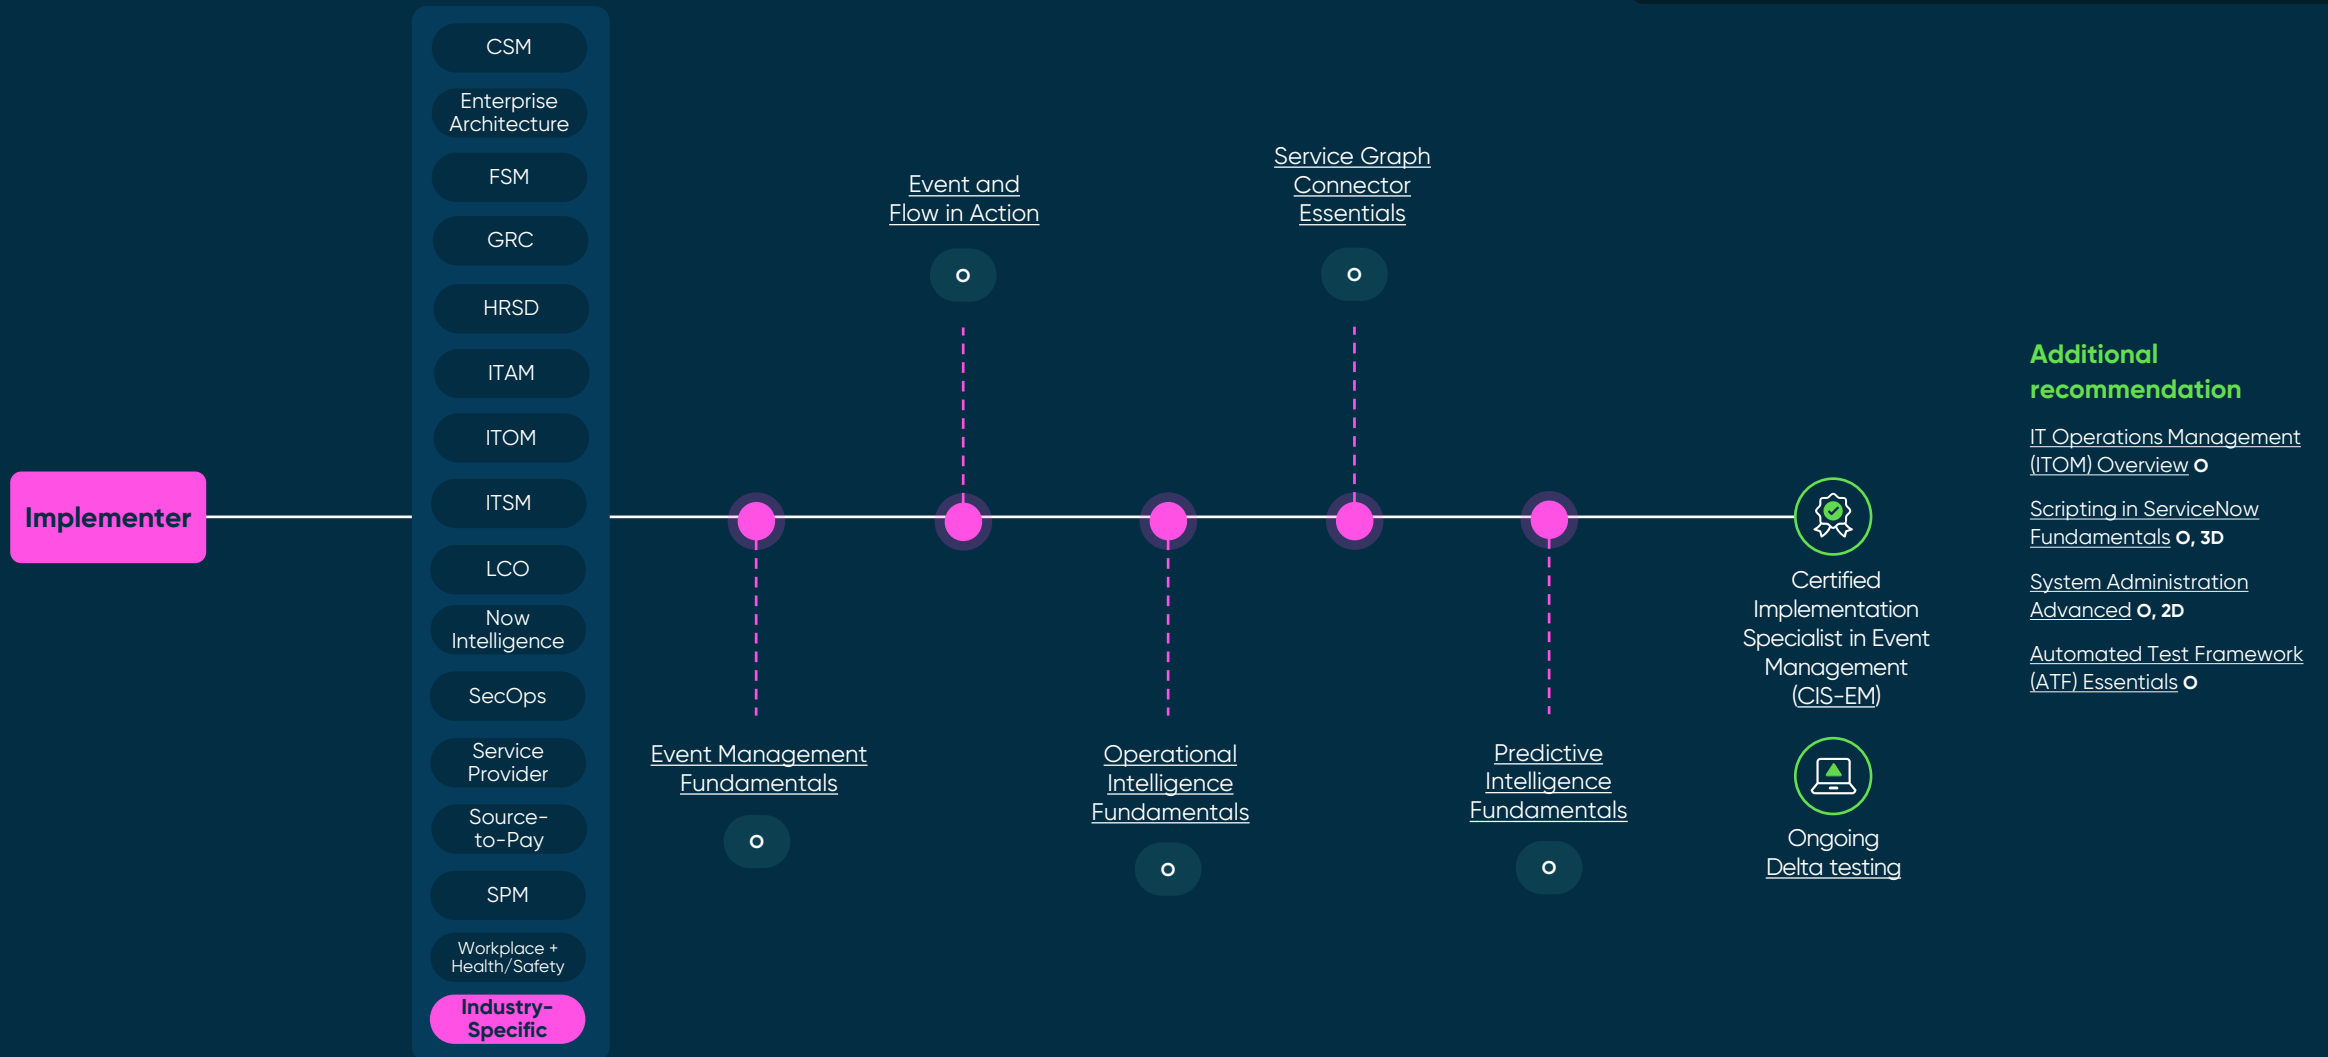 Implementer
CSM
Enterprise
Architecture
FSM
GRC
HRSD
ITAM
ITOM
ITSM
LCO
Now
Intelligence
SecOps
Service
Provider
Source-
to-Pay
SPM
Workplace +
Health/Safety
Industry-
Specific
Event Management
Fundamentals
O
Event and
Flow in Action
O
Operational
Intelligence
Fundamentals
O
Service Graph
Connector
Essentials
O
Predictive
Intelligence
Fundamentals
O
Certified
Implementation
Specialist in Event
Management
(CIS-EM)
Ongoing
Delta testing
Additional
recommendation
IT Operations Management
(ITOM) Overview O
Scripting in ServiceNow
Fundamentals O, 3D
System Administration
Advanced O, 2D
Automated Test Framework
(ATF) Essentials O